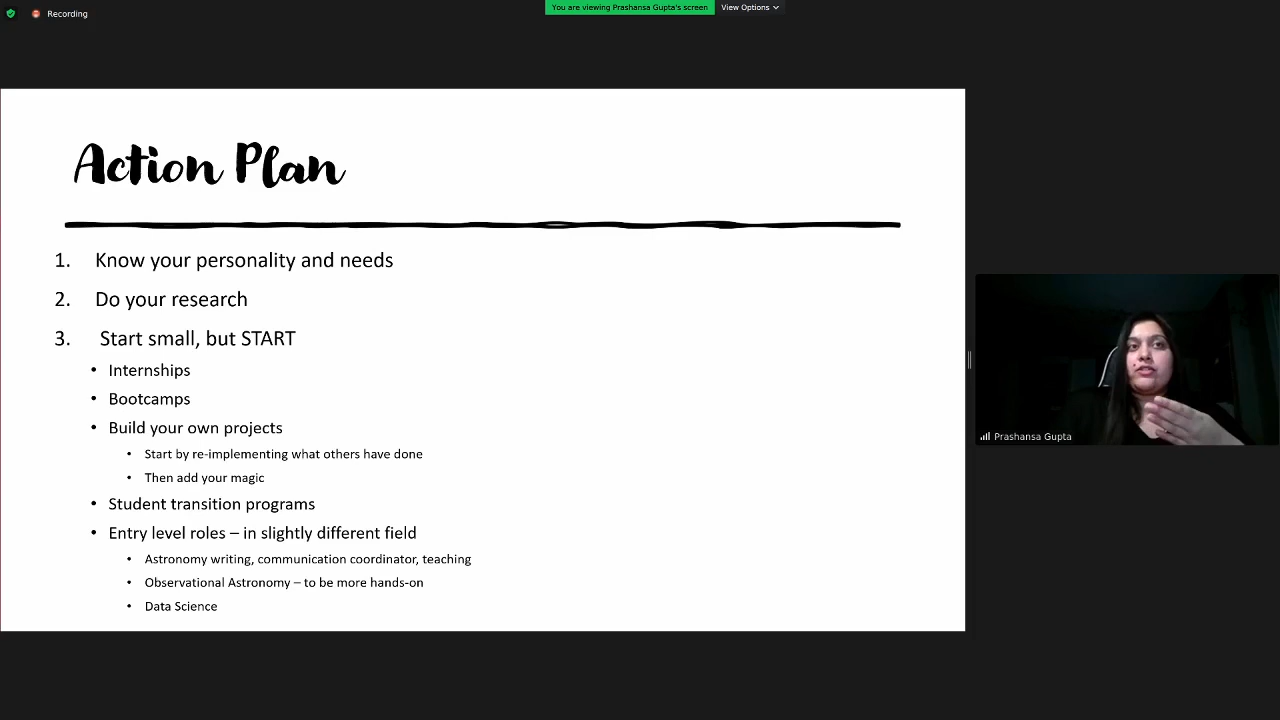 Recording
You are viewing Prashansa Gupta's screen
View Options
Action Plan
1. Know your personality and needs
2. Do your research
3. Start small, but START
• Internships
• Bootcamps
• Build your own projects
• Start by re-implementing what others have done
• Then add your magic
• Student transition programs
• Entry level roles – in slightly different field
• Astronomy writing, communication coordinator, teaching
• Observational Astronomy – to be more hands-on
• Data Science
Prashansa Gupta